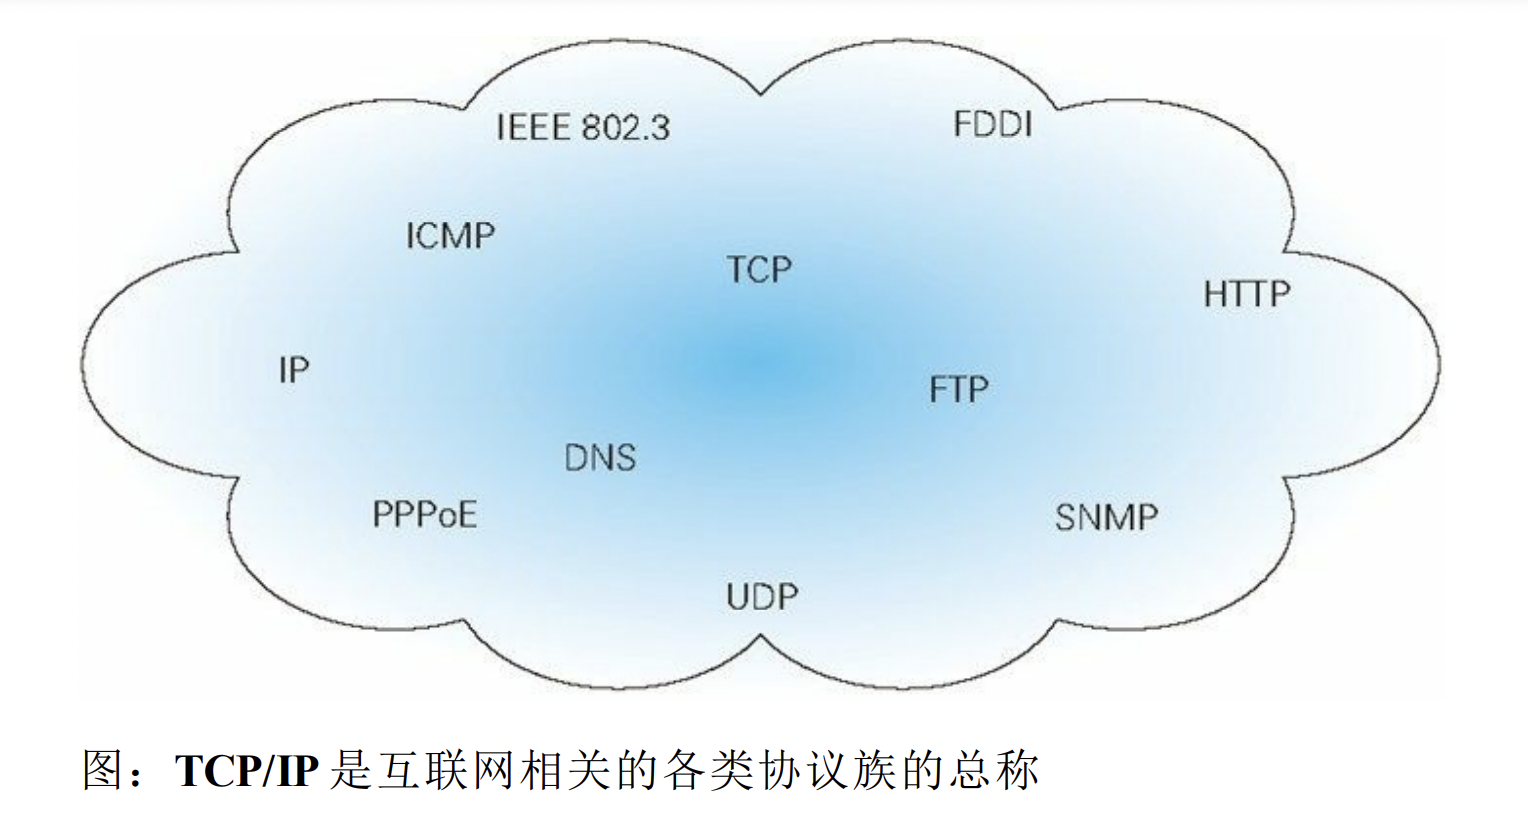 IEEE 802.3
FDDI
ICMP
TCP
HTTP
IP
FTP
DNS
PPPoE
SNMP
UDP
图：TCP/IP 是互联网相关的各类协议族的总称